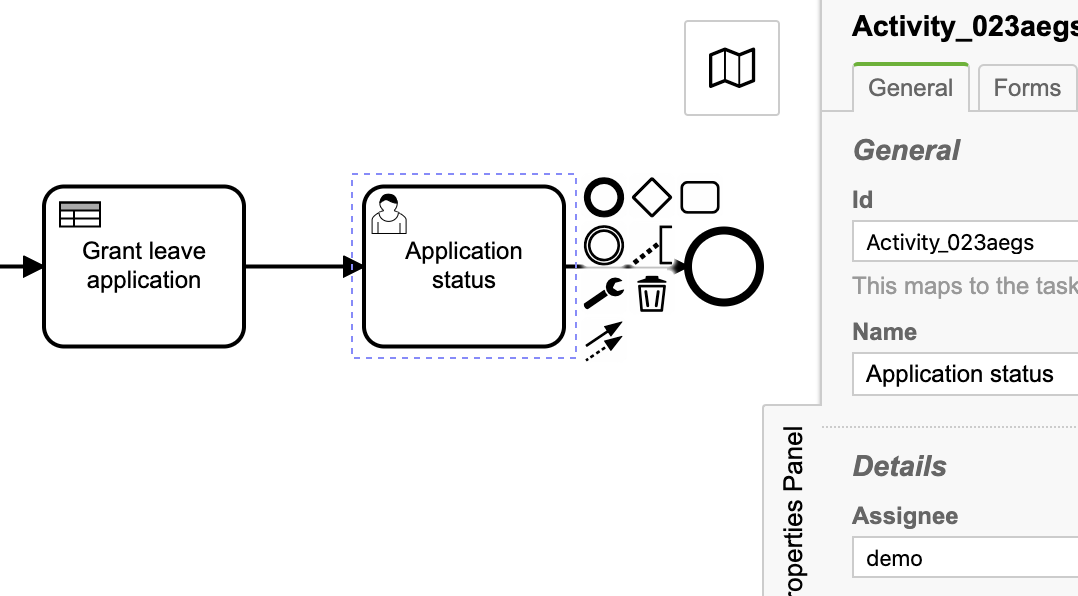 Grant leave
application
Application
status
Activity_023aegs
General
Forms
General
Id
Activity_023aegs
This maps to the task
Name
Application status
Details
Assignee
demo
roperties Panel